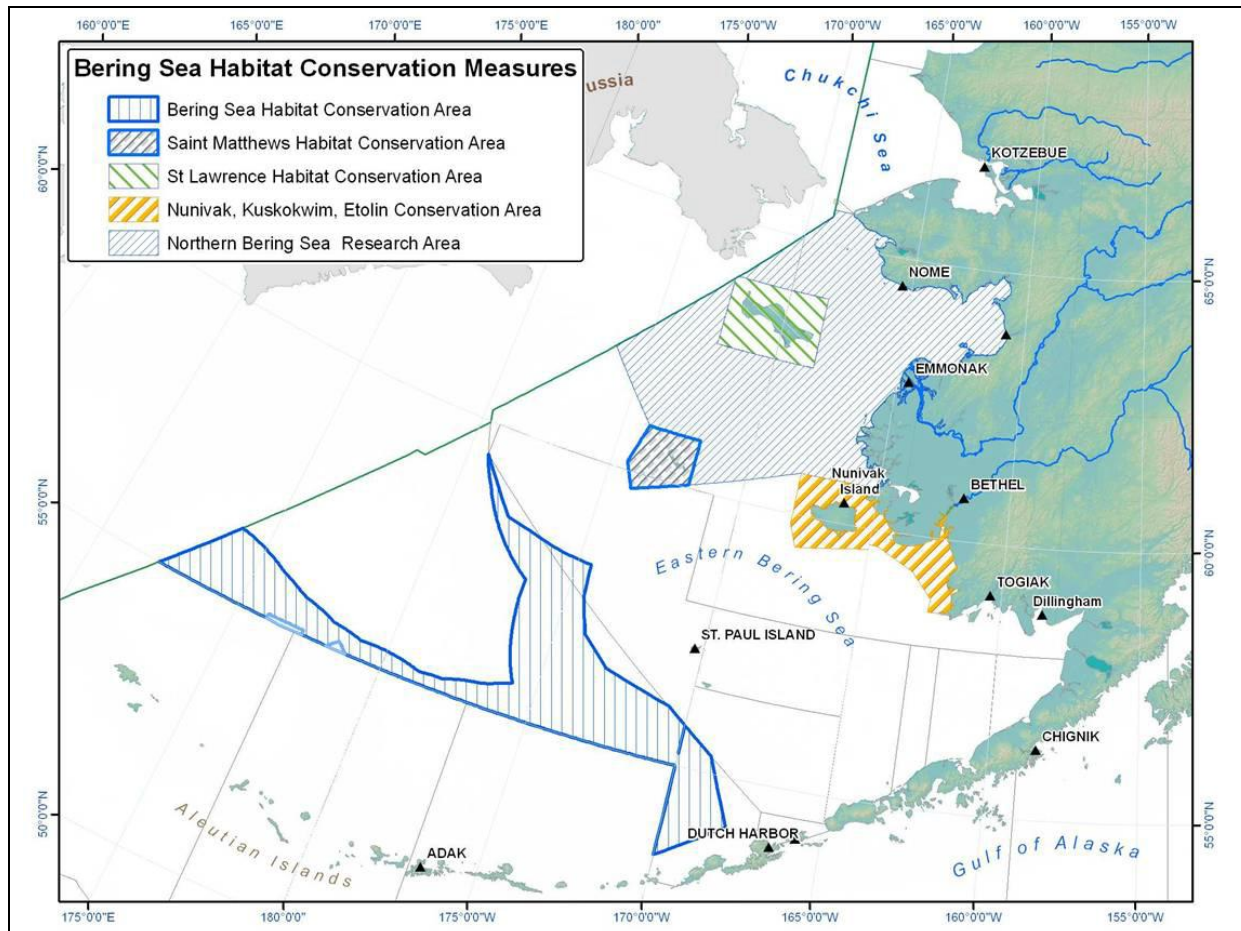 160°0'0"E
165°0'0"E
170°0'0"E
175°0'0"E
180°0'0"
175°0'0"W
170°0'0"W
165°0'0"W
160°0'0"W
155°0'0"W
Bering Sea Habitat Conservation Measures
Bering Sea Habitat Conservation Area
Saint Matthews Habitat Conservation Area
St Lawrence Habitat Conservation Area
Nunivak, Kuskokwim, Etolin Conservation Area
Northern Bering Sea Research Area
ussia
Chukchi Sea
KOTZEBUE
60°0'0"N
NOME
65°0'0"N
EMMONAK
Nunivak
Island
BETHEL
55°0'0"N
60°0'0"N
Eastern Bering Sea
TOGIAK
Dillingham
ST. PAUL ISLAND
CHIGNIK
50°0'0"N
55°0'0"N
DUTCH HARBOR
Gulf of Alaska
Aleutian Islands
ADAK
175°0'0"E
180°0'0"
175°0'0"W
170°0'0"W
165°0'0"W
160°0'0"W
155°0'0"W